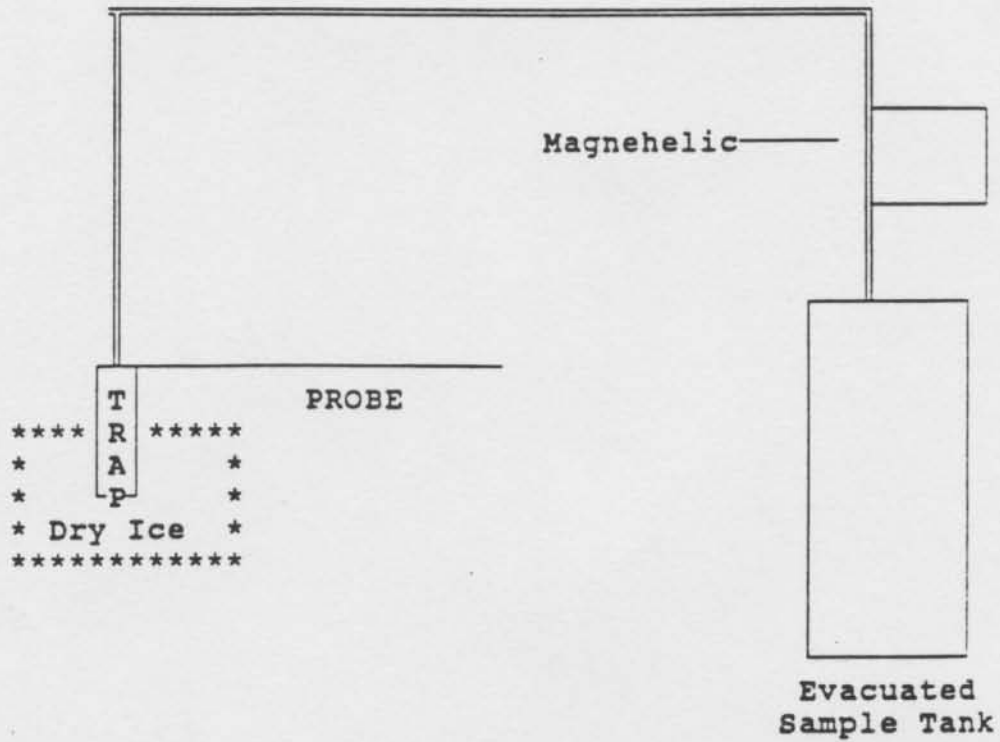 Magnehelic
PROBE
T
R
A
P
Dry Ice
Evacuated
Sample Tank